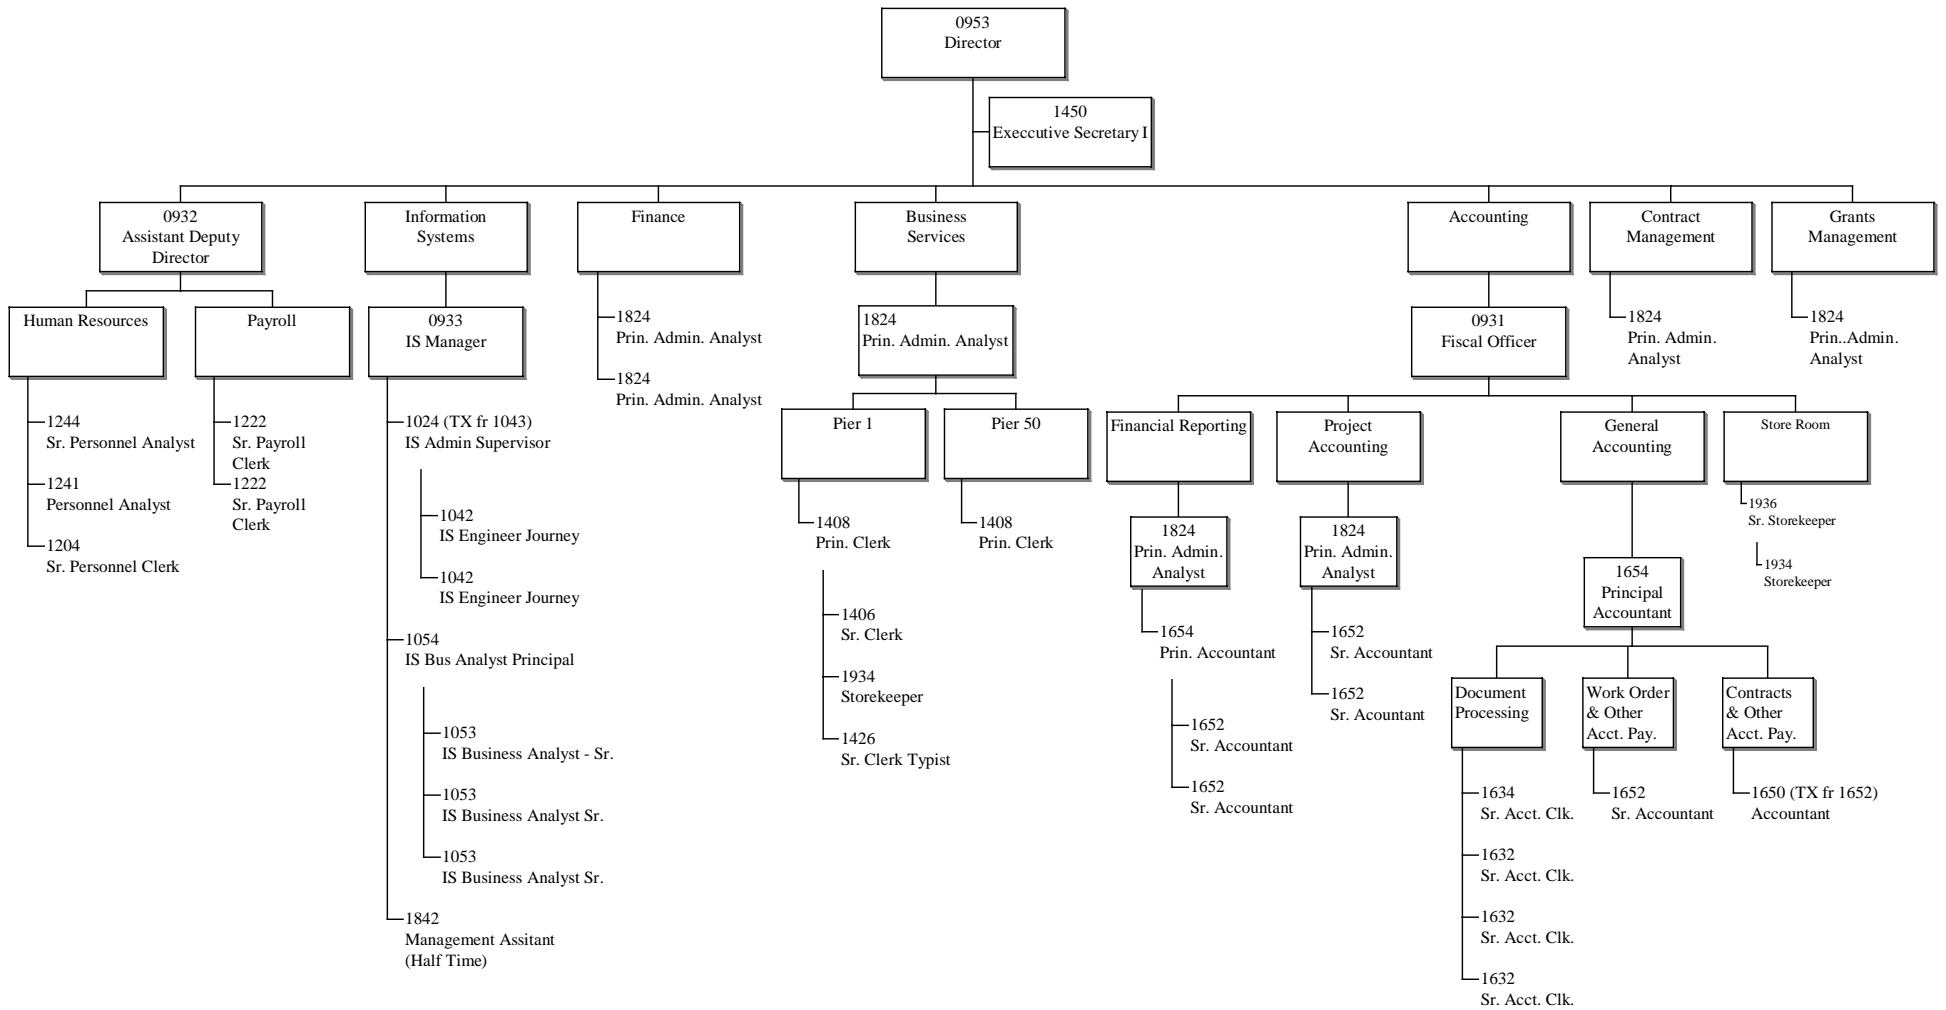 0953
Director
1450
Execcutive Secretary I
0932
Assistant Deputy
Director
Information
Systems
Finance
Business
Services
Accounting
Contract
Management
Grants
Management
Human Resources
1244
Sr. Personnel Analyst
1241
Personnel Analyst
1204
Sr. Personnel Clerk
Payroll
1222
Sr. Payroll
Clerk
1222
Sr. Payroll
Clerk
0933
IS Manager
1024 (TX fr 1043)
IS Admin Supervisor
1042
IS Engineer Journey
1042
IS Engineer Journey
1054
IS Bus Analyst Principal
1053
IS Business Analyst - Sr.
1053
IS Business Analyst Sr.
1053
IS Business Analyst Sr.
1842
Management Assitant
(Half Time)
1824
Prin. Admin. Analyst
1824
Prin. Admin. Analyst
1824
Prin. Admin. Analyst
Pier 1
1408
Prin. Clerk
1406
Sr. Clerk
1934
Storekeeper
1426
Sr. Clerk Typist
Pier 50
1408
Prin. Clerk
0931
Fiscal Officer
Financial Reporting
1824
Prin. Admin.
Analyst
1654
Prin. Accountant
1652
Sr. Accountant
1652
Sr. Accountant
Project
Accounting
1824
Prin. Admin.
Analyst
1652
Sr. Accountant
1652
Sr. Acountant
General
Accounting
1654
Principal
Accountant
Document
Processing
1634
Sr. Acct. Clk.
1632
Sr. Acct. Clk.
1632
Sr. Acct. Clk.
1632
Sr. Acct. Clk.
Work Order
& Other
Acct. Pay.
1652
Sr. Accountant
Contracts
& Other
Acct. Pay.
1650 (TX fr 1652)
Accountant
Store Room
1936
Sr. Storekeeper
1934
Storekeeper
1824
Prin. Admin.
Analyst
1824
Prin..Admin.
Analyst